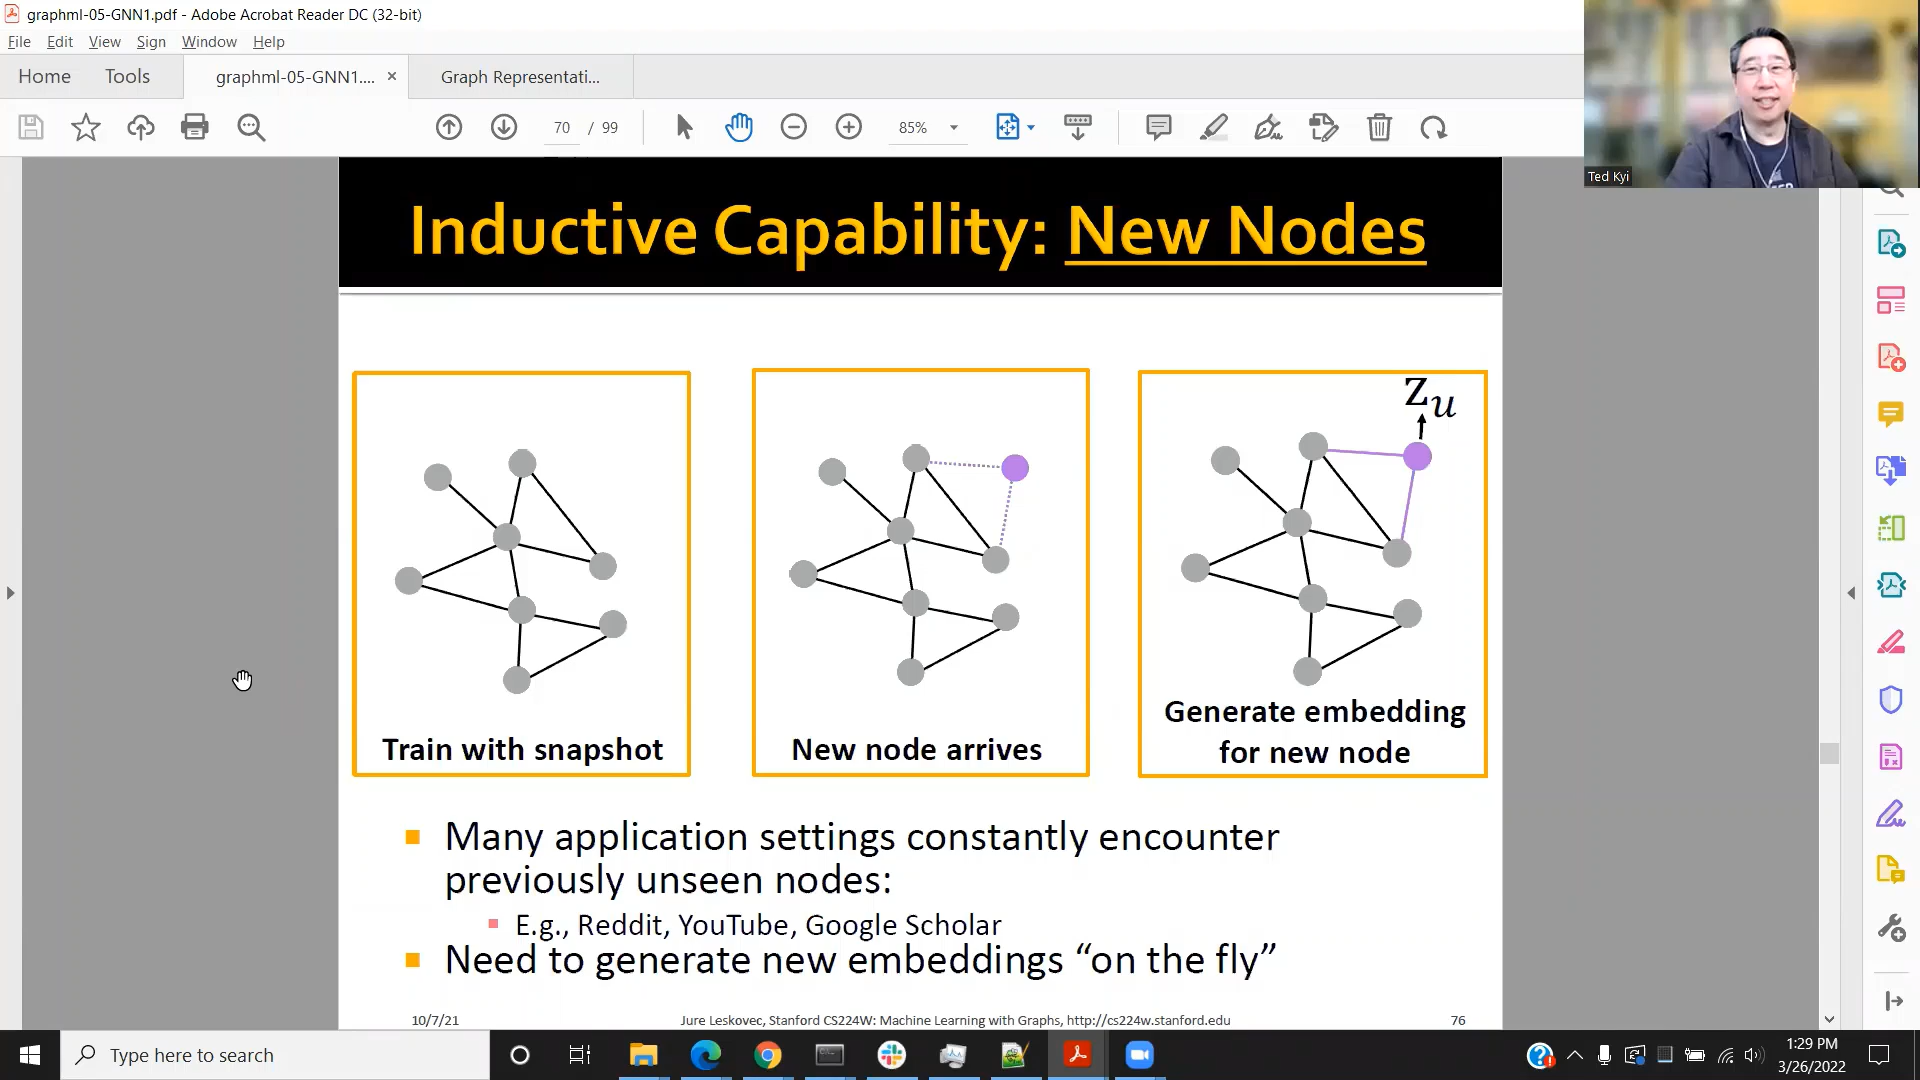 graphml-05-GNN1.pdf - Adobe Acrobat Reader DC (32-bit)
File Edit View Sign Window Help
Home Tools graphml-05-GNN1.... × Graph Representati...
70 / 99 85%
Ted Kyi
Inductive Capability: New Nodes
z_u
Train with snapshot
New node arrives
Generate embedding
for new node
Many application settings constantly encounter
previously unseen nodes:
E.g., Reddit, YouTube, Google Scholar
Need to generate new embeddings “on the fly”
10/7/21 Jure Leskovec, Stanford CS224W: Machine Learning with Graphs, http://cs224w.stanford.edu 76
Type here to search
1:29 PM
3/26/2022